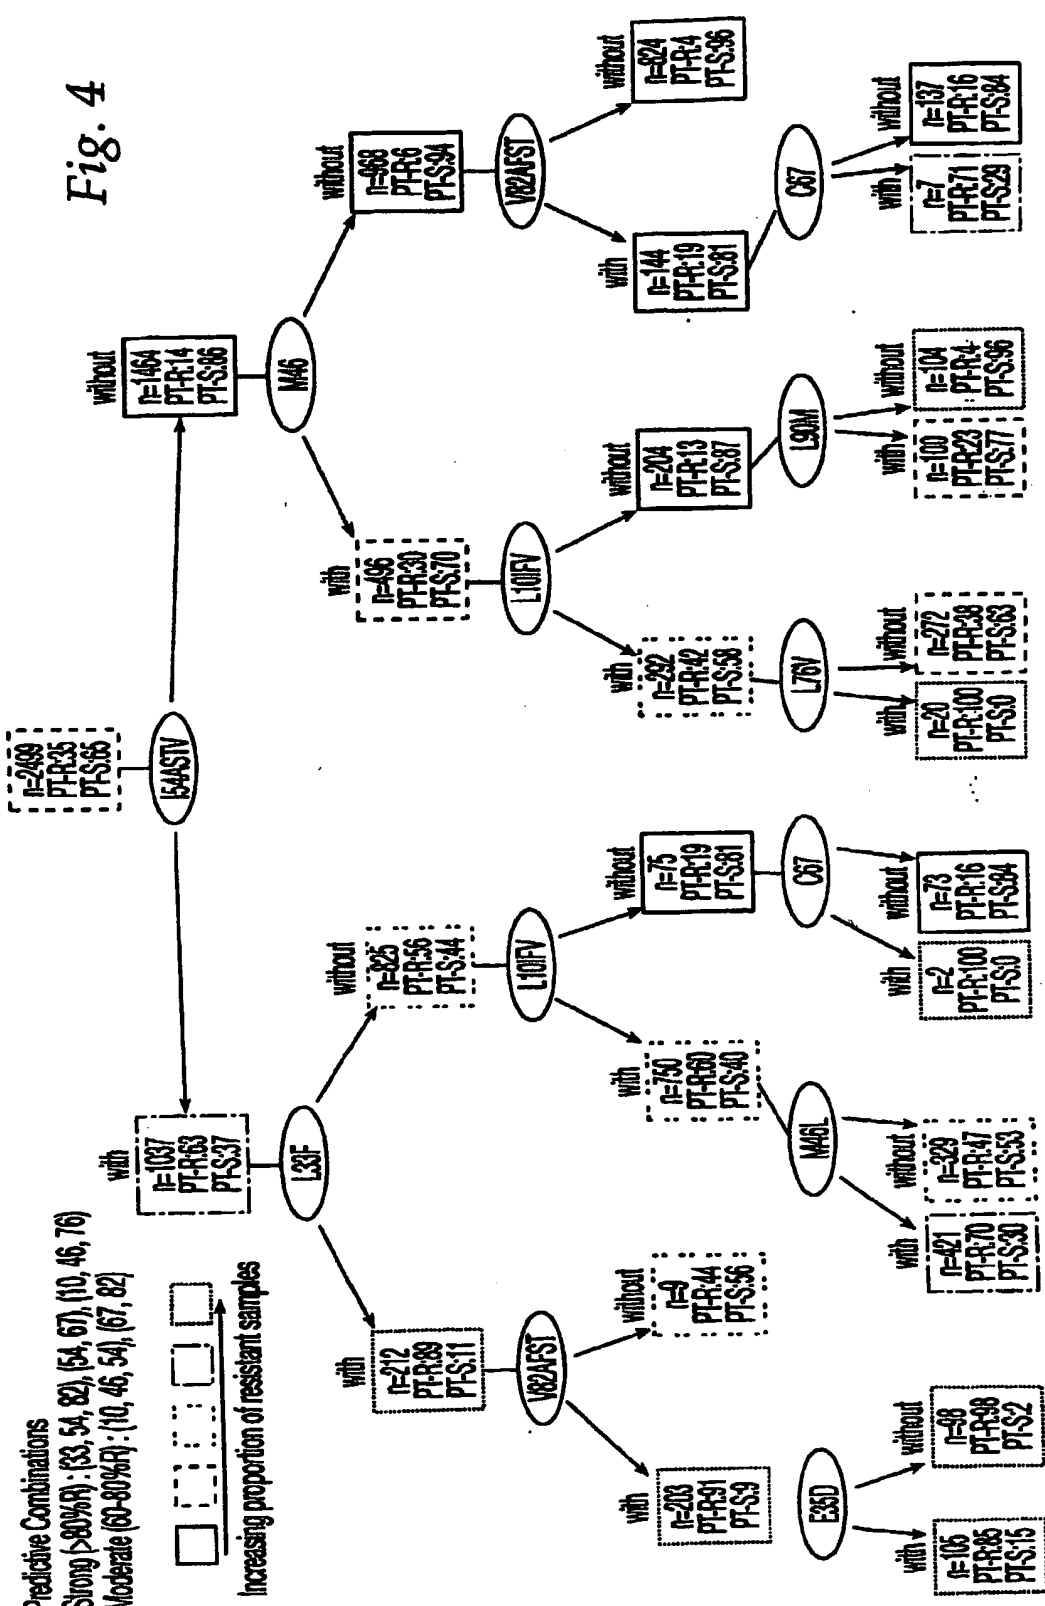 Fig. 4
Predictive Combinations
Strong (>80%R) : (33, 54, 82), (54, 67), (10, 46, 76)
Moderate (60-80%R) : (10, 46, 54), (67, 82)
Increasing proportion of resistant samples
n=2499
PT-R:35
PT-S:65
I54ASTV
with
n=1037
PT-R:63
PT-S:37
without
n=1464
PT-R:14
PT-S:86
L33F
M46
with
n=212
PT-R:89
PT-S:11
without
n=825
PT-R:56
PT-S:44
with
n=496
PT-R:30
PT-S:70
without
n=968
PT-R:6
PT-S:94
V82AFST
L10IFV
L10IFV
V82AFST
with
n=203
PT-R:91
PT-S:9
without
n=9
PT-R:44
PT-S:56
with
n=750
PT-R:60
PT-S:40
without
n=75
PT-R:19
PT-S:81
with
n=292
PT-R:42
PT-S:58
without
n=204
PT-R:13
PT-S:87
with
n=144
PT-R:19
PT-S:81
without
n=824
PT-R:4
PT-S:96
E35D
M46L
C67
L76V
L90M
C67
with
n=105
PT-R:85
PT-S:15
without
n=98
PT-R:98
PT-S:2
with
n=421
PT-R:70
PT-S:30
without
n=329
PT-R:47
PT-S:53
with
n=2
PT-R:100
PT-S:0
without
n=73
PT-R:16
PT-S:84
with
n=20
PT-R:100
PT-S:0
without
n=272
PT-R:38
PT-S:63
with
n=100
PT-R:23
PT-S:77
without
n=104
PT-R:4
PT-S:96
with
n=7
PT-R:71
PT-S:29
without
n=137
PT-R:16
PT-S:84